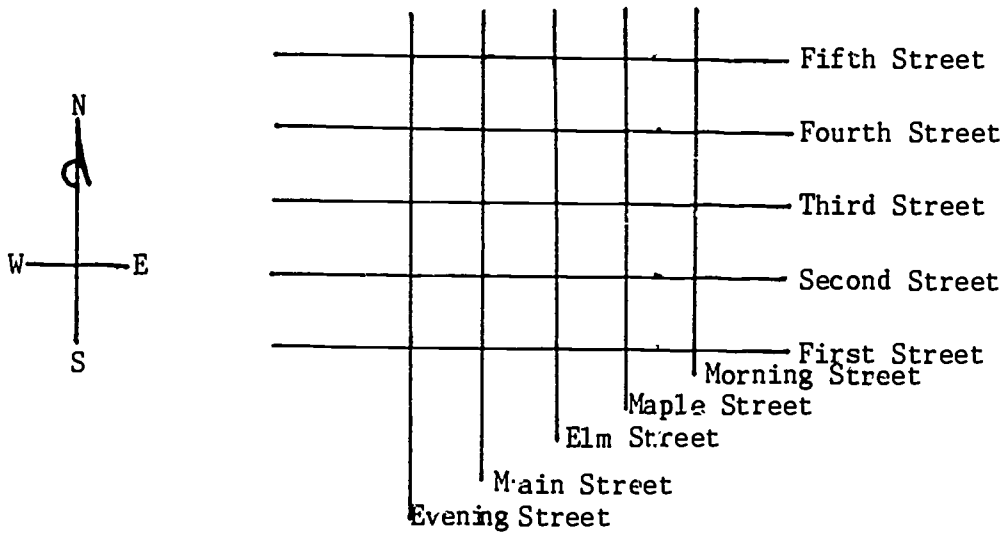 Fifth Street
N
Fourth Street
Third Street
W E
Second Street
S
First Street
Morning Street
Maple Street
Elm Street
Main Street
Evening Street